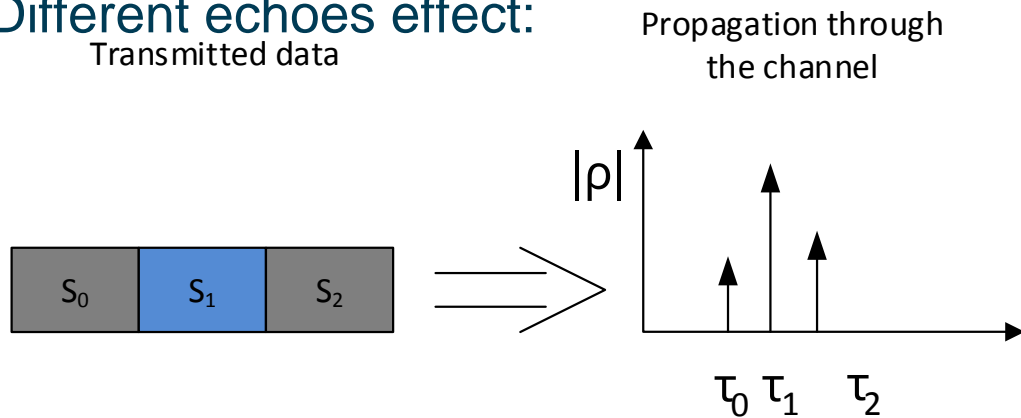 Different echoes effect:
Transmitted data
Propagation through
the channel
|ρ|
S₀ S₁ S₂
τ₀ τ₁ τ₂